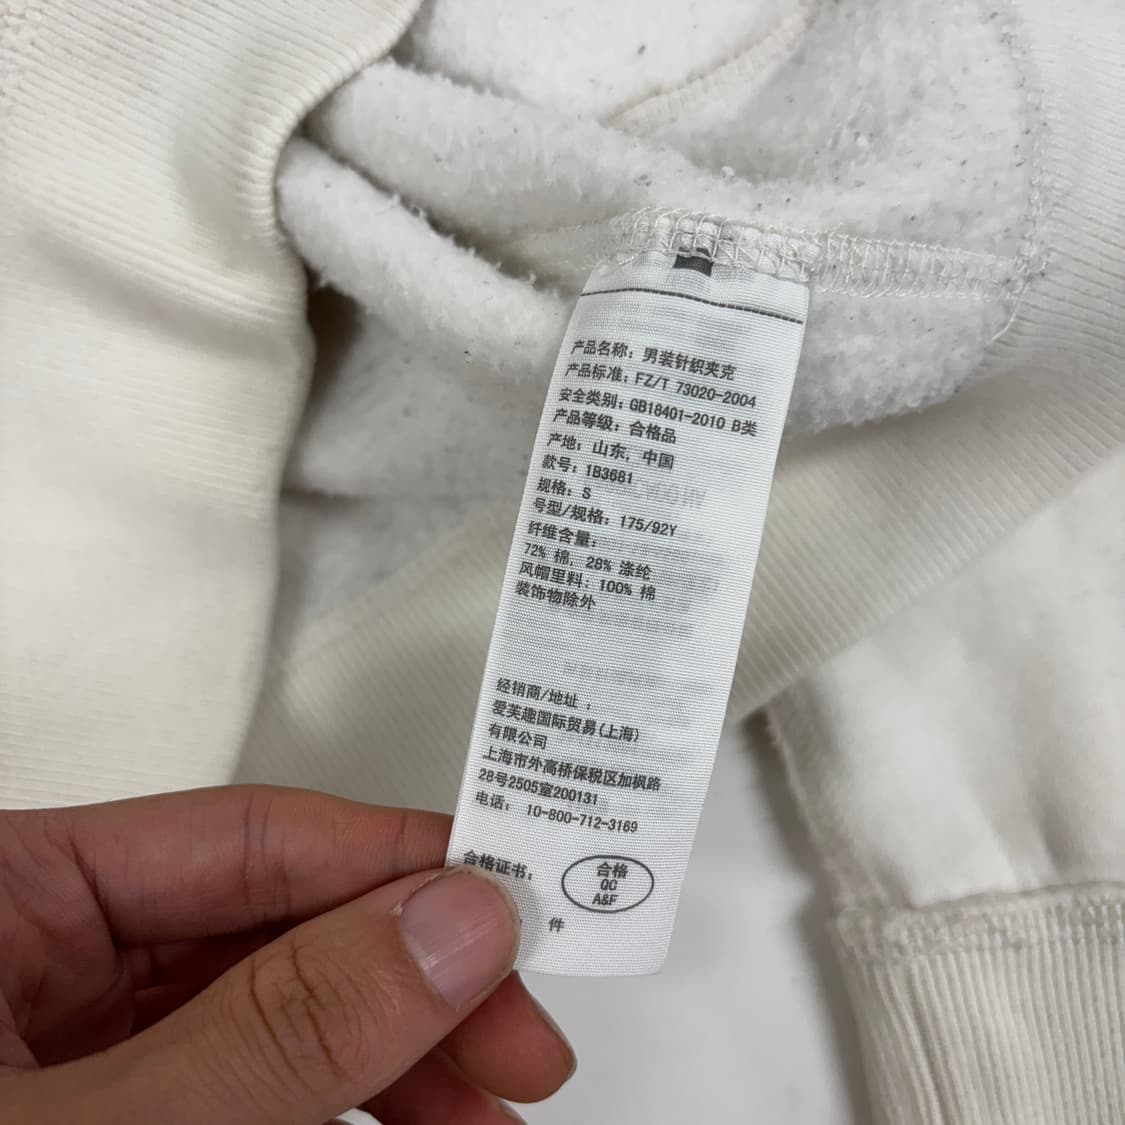 产品名称: 男装针织夹克
产品标准: FZ/T 73020-2004
安全类别: GB18401-2010 B类
产品等级: 合格品
产地: 山东, 中国
款号: 1B3681
规格: S
号型/规格: 175/92Y
纤维含量:
72% 棉, 28% 涤纶
风帽里料: 100% 棉
装饰物除外
经销商/地址,
爱芙趣国际贸易(上海)
有限公司
上海市外高桥保税区加枫路
28号2505室200131
电话: 10-800-712-3169
合格证书:
合格
QC
A&F
件